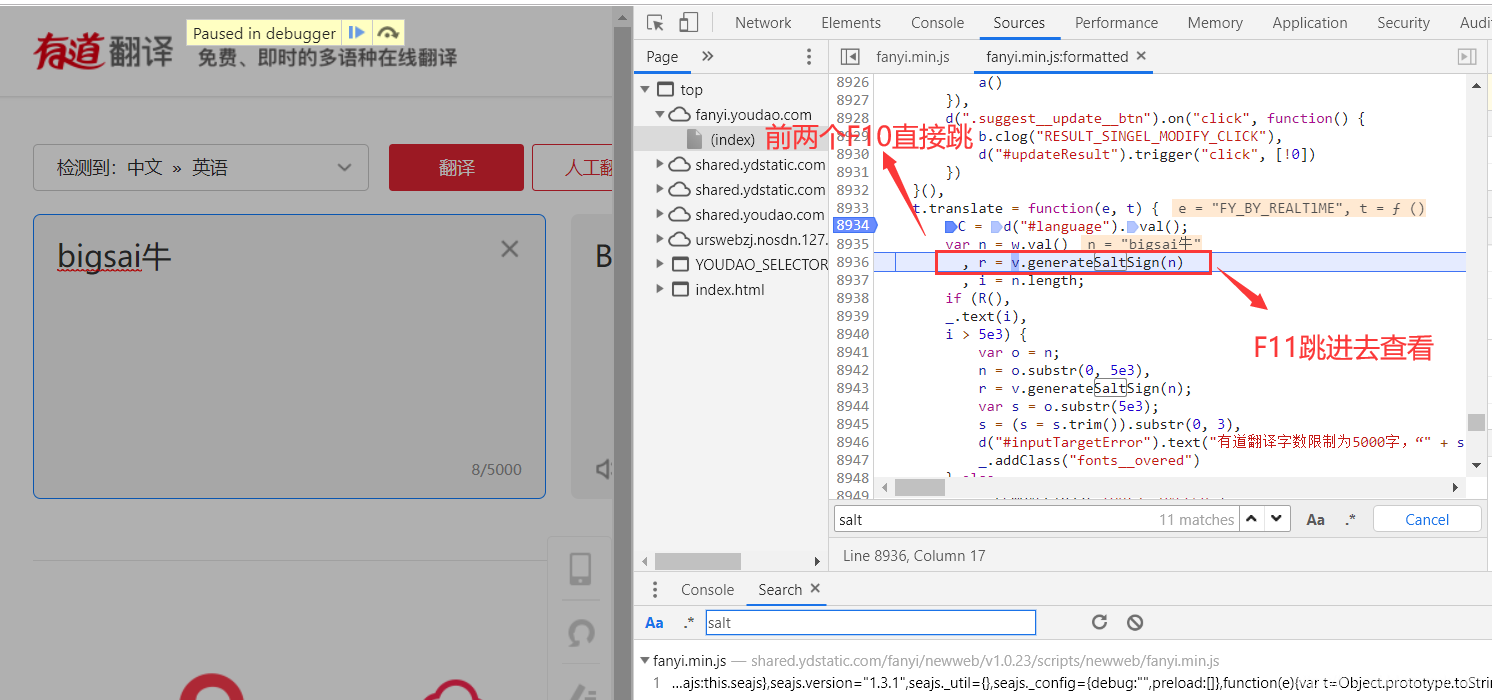 有道翻译
Paused in debugger
免费、即时的多语种在线翻译
检测到：中文 » 英语
翻译
人工翻
bigsai牛
8/5000
B
Network Elements Console Sources Performance Memory Application Security Audit
Page »
fanyi.min.js fanyi.min.js:formatted ×
top
fanyi.youdao.com
(index)
shared.ydstatic.com
shared.ydstatic.com
shared.youdao.com
urswebzj.nosdn.127.
YOUDAO_SELECTOR
index.html
前两个F10直接跳
F11跳进去查看
8926 a()
8927 }),
8928 d(".suggest__update__btn").on("click", function() {
8929 b.clog("RESULT_SINGEL_MODIFY_CLICK"),
8930 d("#updateResult").trigger("click", [!0])
8931 })
8932 }(),
8933 t.translate = function(e, t) { e = "FY_BY_REALTlME", t = ƒ ()
8934 C = d("#language").val();
8935 var n = w.val() n = "bigsai牛"
8936 , r = v.generateSaltSign(n)
8937 , i = n.length;
8938 if (R(),
8939 _.text(i),
8940 i > 5e3) {
8941 var o = n;
8942 n = o.substr(0, 5e3),
8943 r = v.generateSaltSign(n);
8944 var s = o.substr(5e3);
8945 s = (s = s.trim()).substr(0, 3),
8946 d("#inputTargetError").text("有道翻译字数限制为5000字，“" + s
8947 _.addClass("fonts__overed")
8948 } else
8949
salt 11 matches Aa .* Cancel
Line 8936, Column 17
Console Search ×
Aa .* salt
fanyi.min.js — shared.ydstatic.com/fanyi/newweb/v1.0.23/scripts/newweb/fanyi.min.js
1 …ajs:this.seajs},seajs.version="1.3.1",seajs._util={},seajs._config={debug:"",preload:[]},function(e){var t=Object.prototype.toStrin